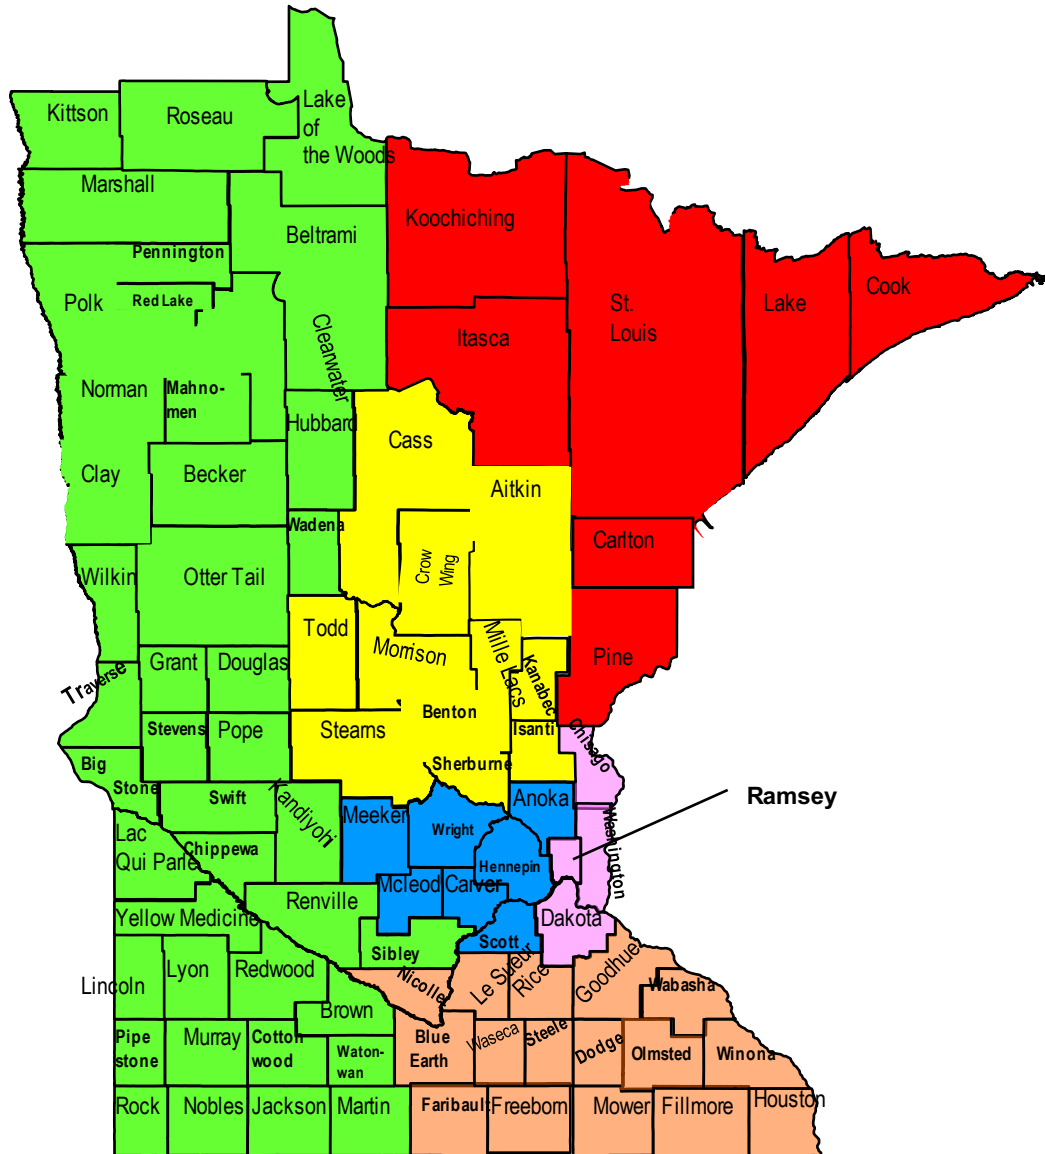 Kittson
Roseau
Lake
of
the Woods
Marshall
Koochiching
Beltrami
Pennington
Polk
Red Lake
St.
Louis
Lake
Cook
Itasca
Clearwater
Norman
Mahno-
men
Hubbard
Cass
Clay
Becker
Aitkin
Wadena
Carlton
Crow
Wing
Wilkin
Otter Tail
Todd
Morrison
Mille Lacs
Kanabec
Pine
Traverse
Grant
Douglas
Stevens
Pope
Stearns
Benton
Isanti
Chisago
Big
Stone
Sherburne
Swift
Kandiyohi
Meeker
Anoka
Ramsey
Wright
Washington
Lac
Qui Parle
Chippewa
Hennepin
Mcleod
Carver
Renville
Yellow Medicine
Dakota
Sibley
Scott
Lincoln
Lyon
Redwood
Nicolle
Le Sueur
Rice
Goodhue
Wabasha
Brown
Pipe
stone
Murray
Cotton
wood
Waton-
wan
Blue
Earth
Waseca
Steele
Dodge
Olmsted
Winona
Rock
Nobles
Jackson
Martin
Faribault
Freeborn
Mower
Fillmore
Houston